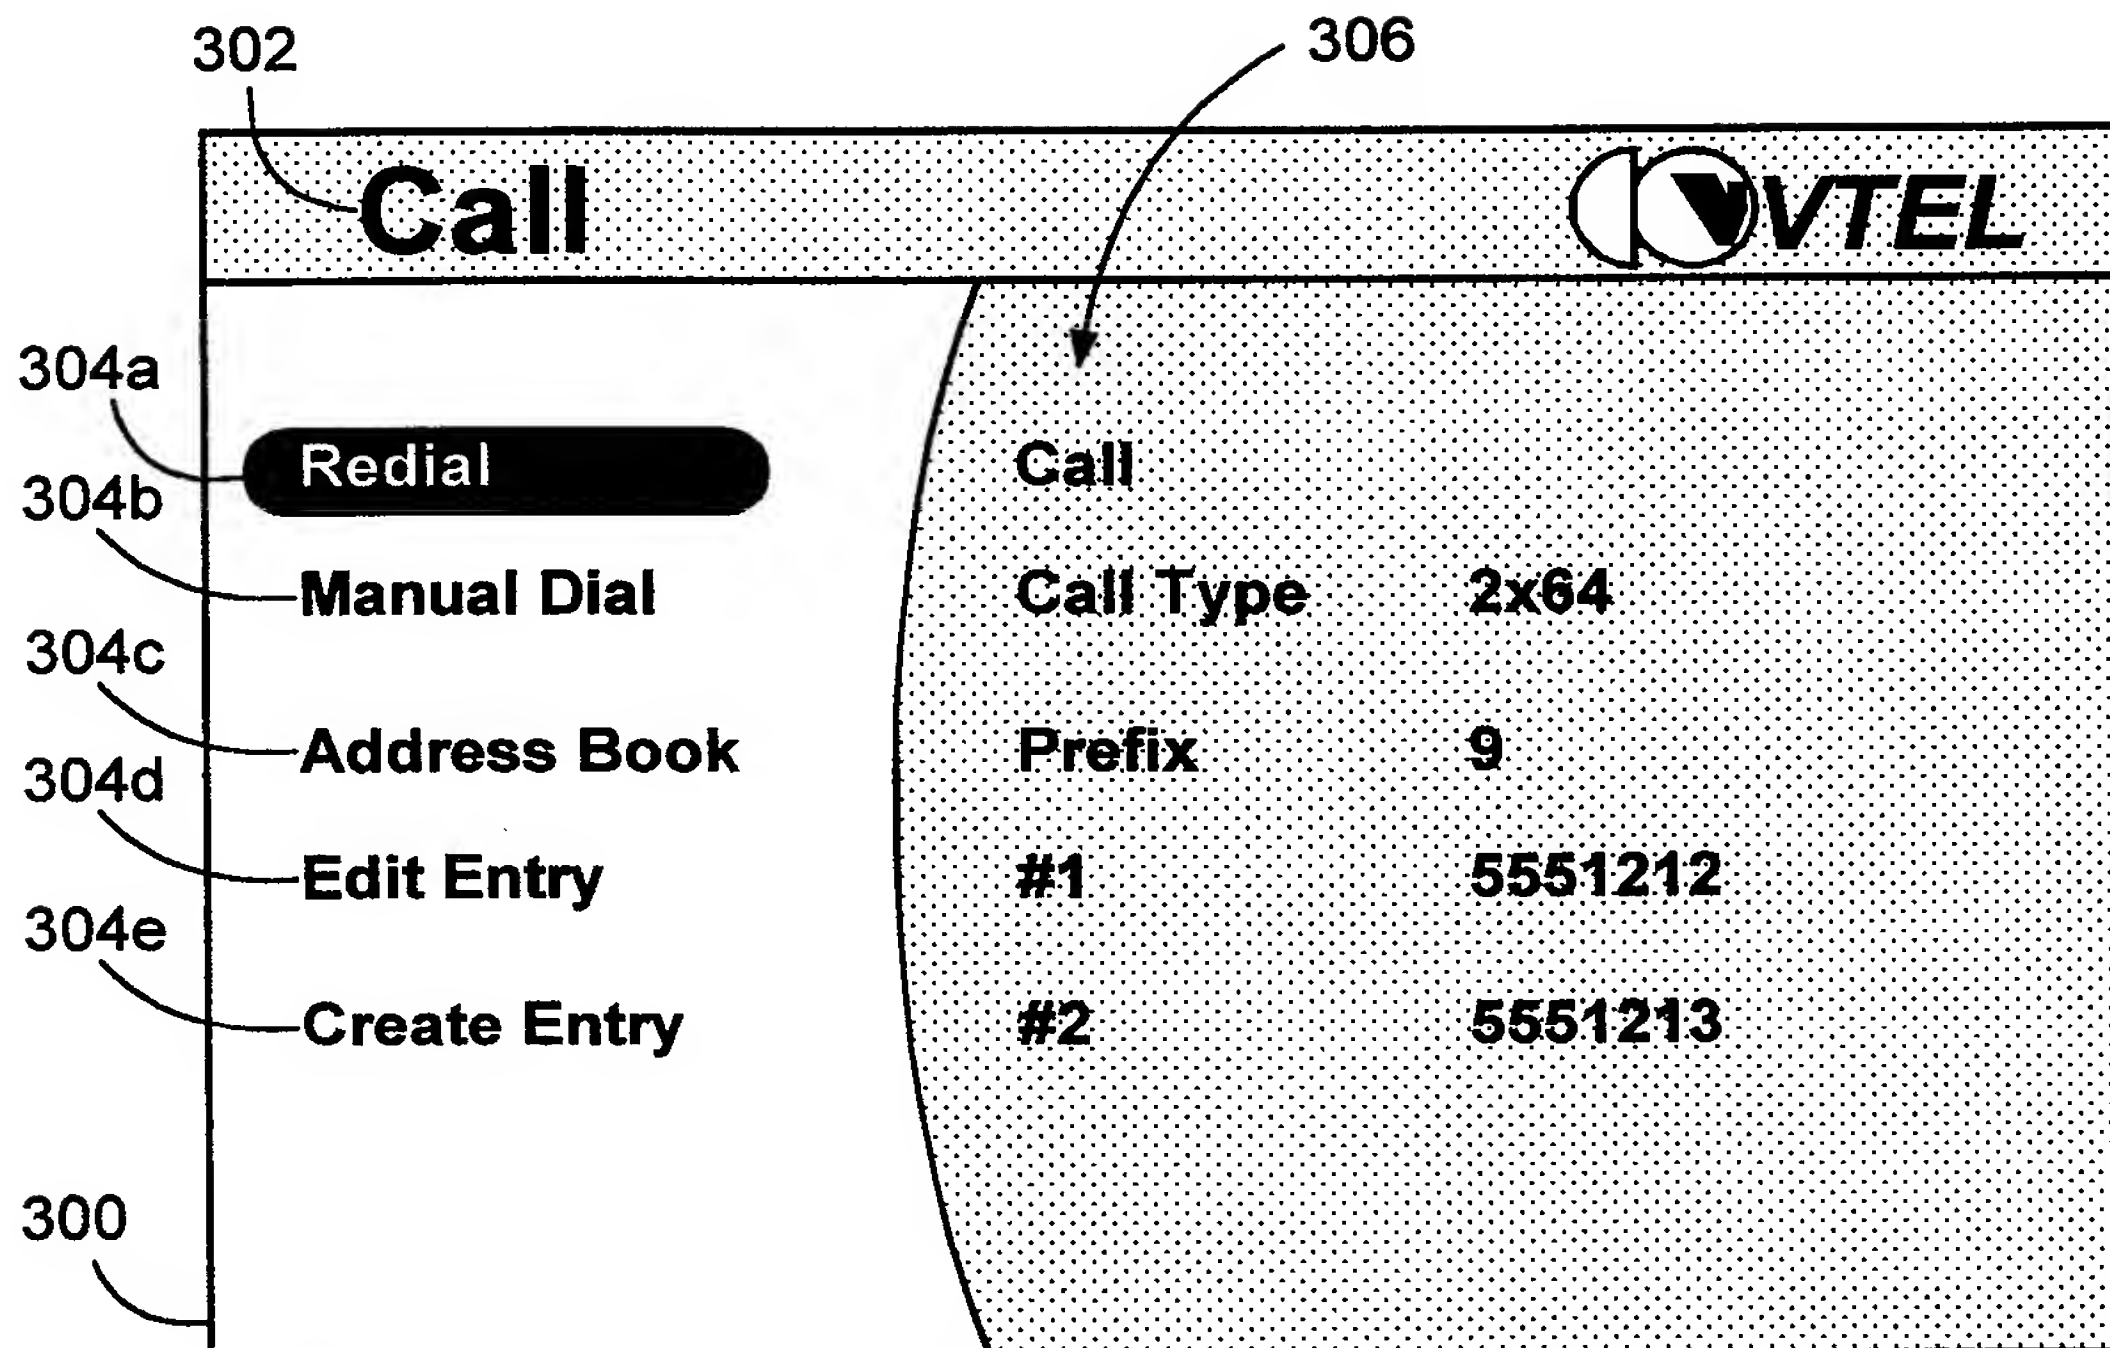 302
306
Call
VTEL
304a
Redial
Call
304b
Manual Dial
Call Type 2x64
304c
Address Book
Prefix 9
304d
Edit Entry
#1 5551212
304e
Create Entry
#2 5551213
300